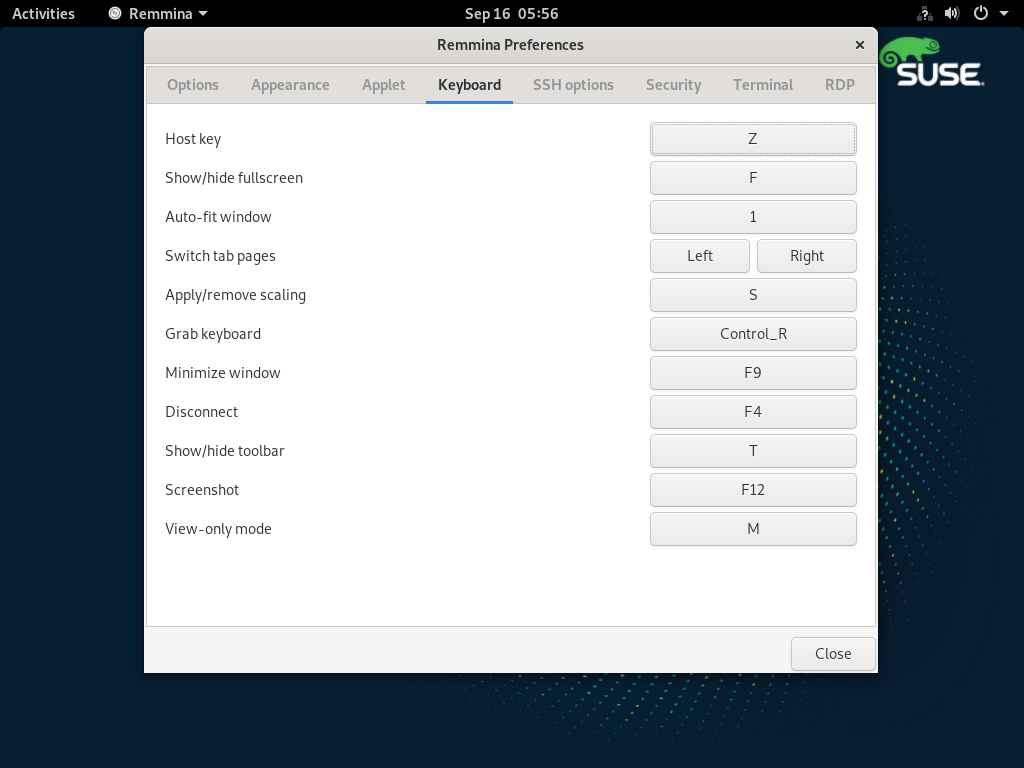 Activities Remmina Sep 16 05:56
Remmina Preferences
SUSE
Options Appearance Applet Keyboard SSH options Security Terminal RDP
Host key Z
Show/hide fullscreen F
Auto-fit window 1
Switch tab pages Left Right
Apply/remove scaling S
Grab keyboard Control_R
Minimize window F9
Disconnect F4
Show/hide toolbar T
Screenshot F12
View-only mode M
Close